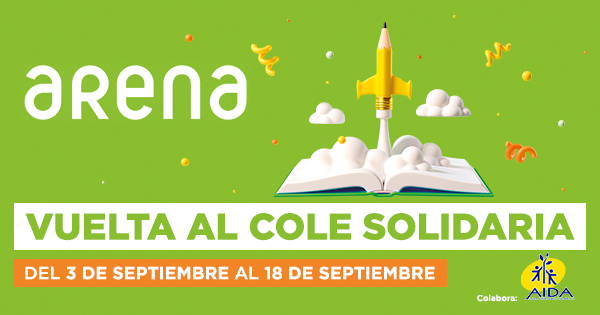 arena
VUELTA AL COLE SOLIDARIA
DEL 3 DE SEPTIEMBRE AL 18 DE SEPTIEMBRE
Colabora:
AIDA